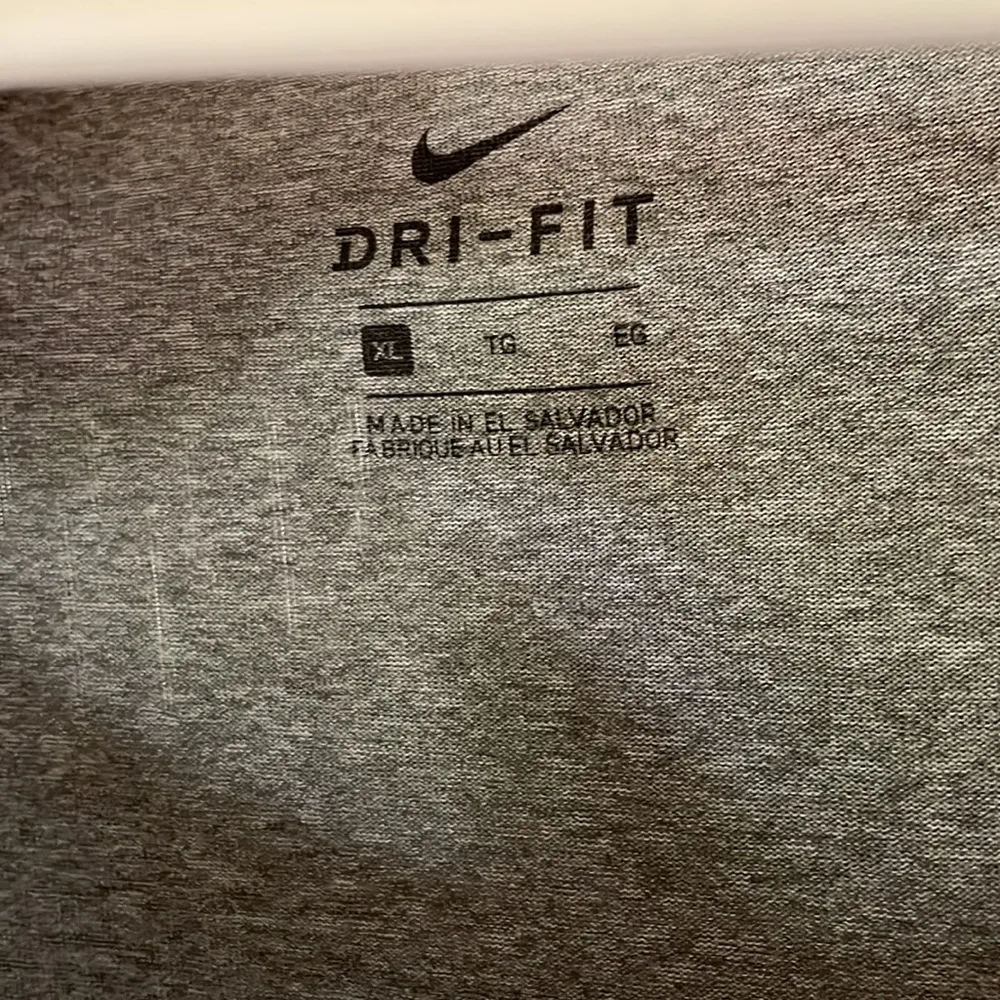 DRI-FIT
XL TG EG
MADE IN EL SALVADOR
FABRIQUE AU EL SALVADOR